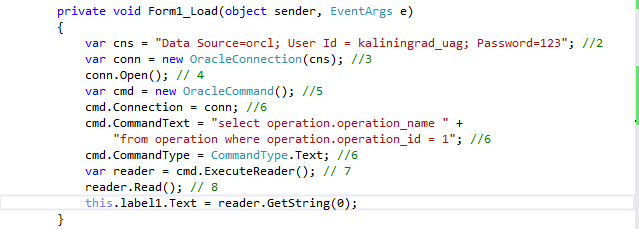 private void Form1_Load(object sender, EventArgs e)
{
var cns = "Data Source=orcl; User Id = kaliningrad_uag; Password=123"; //2
var conn = new OracleConnection(cns); //3
conn.Open(); // 4
var cmd = new OracleCommand(); //5
cmd.Connection = conn; //6
cmd.CommandText = "select operation.operation_name " +
"from operation where operation.operation_id = 1"; //6
cmd.CommandType = CommandType.Text; //6
var reader = cmd.ExecuteReader(); // 7
reader.Read(); // 8
this.label1.Text = reader.GetString(0);
}